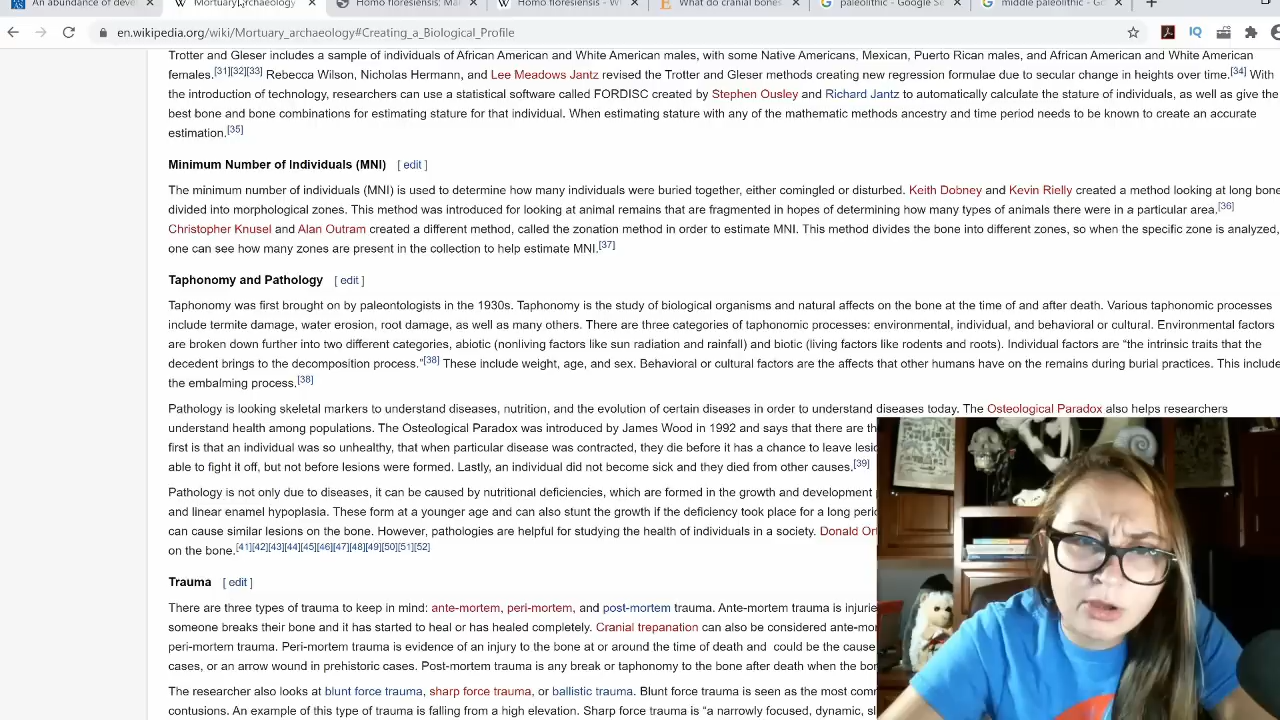 An abundance of deve
Mortuary archaeology
Homo floresiensis: Ma
Homo floresiensis - Wi
What do cranial bones
paleolithic - Google Se
middle paleolithic - Go
en.wikipedia.org/wiki/Mortuary_archaeology#Creating_a_Biological_Profile
IQ
Trotter and Gleser includes a sample of individuals of African American and White American males, with some Native Americans, Mexican, Puerto Rican males, and African American and White American
females.[31][32][33] Rebecca Wilson, Nicholas Hermann, and Lee Meadows Jantz revised the Trotter and Gleser methods creating new regression formulae due to secular change in heights over time.[34] With
the introduction of technology, researchers can use a statistical software called FORDISC created by Stephen Ousley and Richard Jantz to automatically calculate the stature of individuals, as well as give the
best bone and bone combinations for estimating stature for that individual. When estimating stature with any of the mathematic methods ancestry and time period needs to be known to create an accurate
estimation.[35]
Minimum Number of Individuals (MNI) [ edit ]
The minimum number of individuals (MNI) is used to determine how many individuals were buried together, either comingled or disturbed. Keith Dobney and Kevin Rielly created a method looking at long bone
divided into morphological zones. This method was introduced for looking at animal remains that are fragmented in hopes of determining how many types of animals there were in a particular area.[36]
Christopher Knusel and Alan Outram created a different method, called the zonation method in order to estimate MNI. This method divides the bone into different zones, so when the specific zone is analyzed,
one can see how many zones are present in the collection to help estimate MNI.[37]
Taphonomy and Pathology [ edit ]
Taphonomy was first brought on by paleontologists in the 1930s. Taphonomy is the study of biological organisms and natural affects on the bone at the time of and after death. Various taphonomic processes
include termite damage, water erosion, root damage, as well as many others. There are three categories of taphonomic processes: environmental, individual, and behavioral or cultural. Environmental factors
are broken down further into two different categories, abiotic (nonliving factors like sun radiation and rainfall) and biotic (living factors like rodents and roots). Individual factors are “the intrinsic traits that the
decedent brings to the decomposition process.”[38] These include weight, age, and sex. Behavioral or cultural factors are the affects that other humans have on the remains during burial practices. This include
the embalming process.[38]
Pathology is looking skeletal markers to understand diseases, nutrition, and the evolution of certain diseases in order to understand diseases today. The Osteological Paradox also helps researchers
understand health among populations. The Osteological Paradox was introduced by James Wood in 1992 and says that there are th
first is that an individual was so unhealthy, that when particular disease was contracted, they die before it has a chance to leave lesic
able to fight it off, but not before lesions were formed. Lastly, an individual did not become sick and they died from other causes.[39]
Pathology is not only due to diseases, it can be caused by nutritional deficiencies, which are formed in the growth and development
and linear enamel hypoplasia. These form at a younger age and can also stunt the growth if the deficiency took place for a long peri
can cause similar lesions on the bone. However, pathologies are helpful for studying the health of individuals in a society. Donald Ort
on the bone.[41][42][43][44][45][46][47][48][49][50][51][52]
Trauma [ edit ]
There are three types of trauma to keep in mind: ante-mortem, peri-mortem, and post-mortem trauma. Ante-mortem trauma is injurie
someone breaks their bone and it has started to heal or has healed completely. Cranial trepanation can also be considered ante-mor
peri-mortem trauma. Peri-mortem trauma is evidence of an injury to the bone at or around the time of death and could be the cause
cases, or an arrow wound in prehistoric cases. Post-mortem trauma is any break or taphonomy to the bone after death when the bor
The researcher also looks at blunt force trauma, sharp force trauma, or ballistic trauma. Blunt force trauma is seen as the most comm
contusions. An example of this type of trauma is falling from a high elevation. Sharp force trauma is “a narrowly focused, dynamic, sl